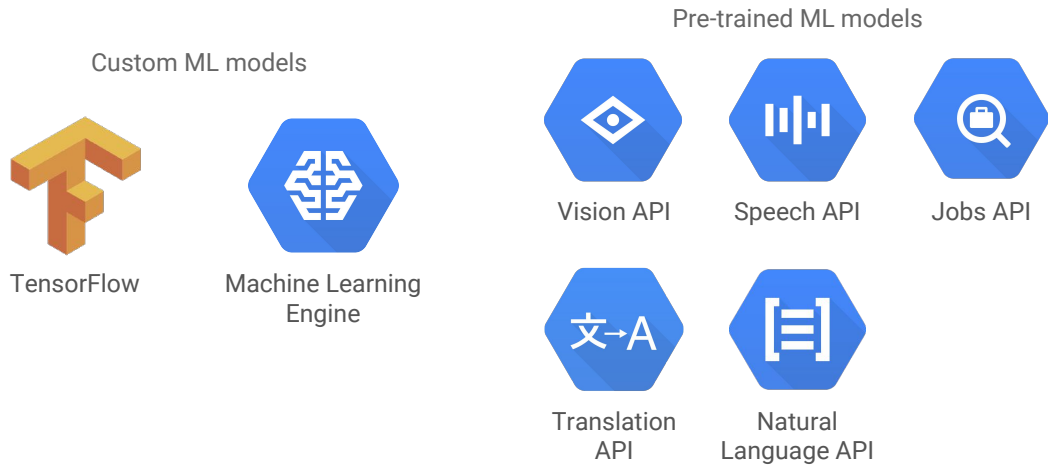 Custom ML models
TensorFlow
Machine Learning
Engine
Pre-trained ML models
Vision API
Speech API
Jobs API
文→A
Translation
API
Natural
Language API